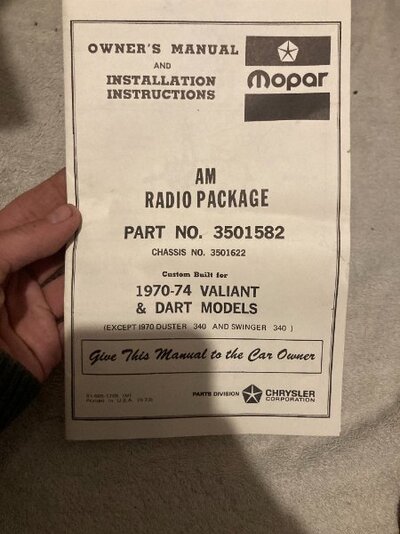 OWNER'S MANUAL
AND
INSTALLATION
INSTRUCTIONS
Mopar
AM
RADIO PACKAGE
PART NO. 3501582
CHASSIS NO. 3501622
Custom Built for
1970-74 VALIANT
& DART MODELS
(EXCEPT 1970 DUSTER 340 AND SWINGER 340)
Give This Manual to the Car Owner
PARTS DIVISION
CHRYSLER
CORPORATION
Printed in U.S.A.